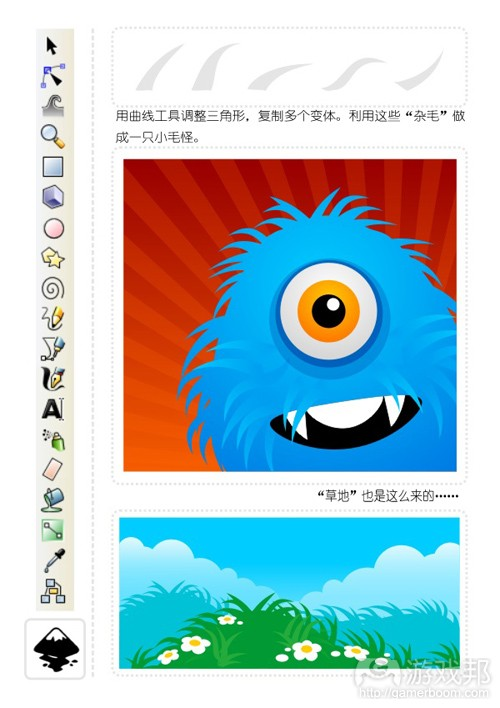 用曲线工具调整三角形，复制多个变体。利用这些“杂毛”做
成一只小毛怪。
“草地”也是这么来的······
游戏邦
http://gamerboom.com